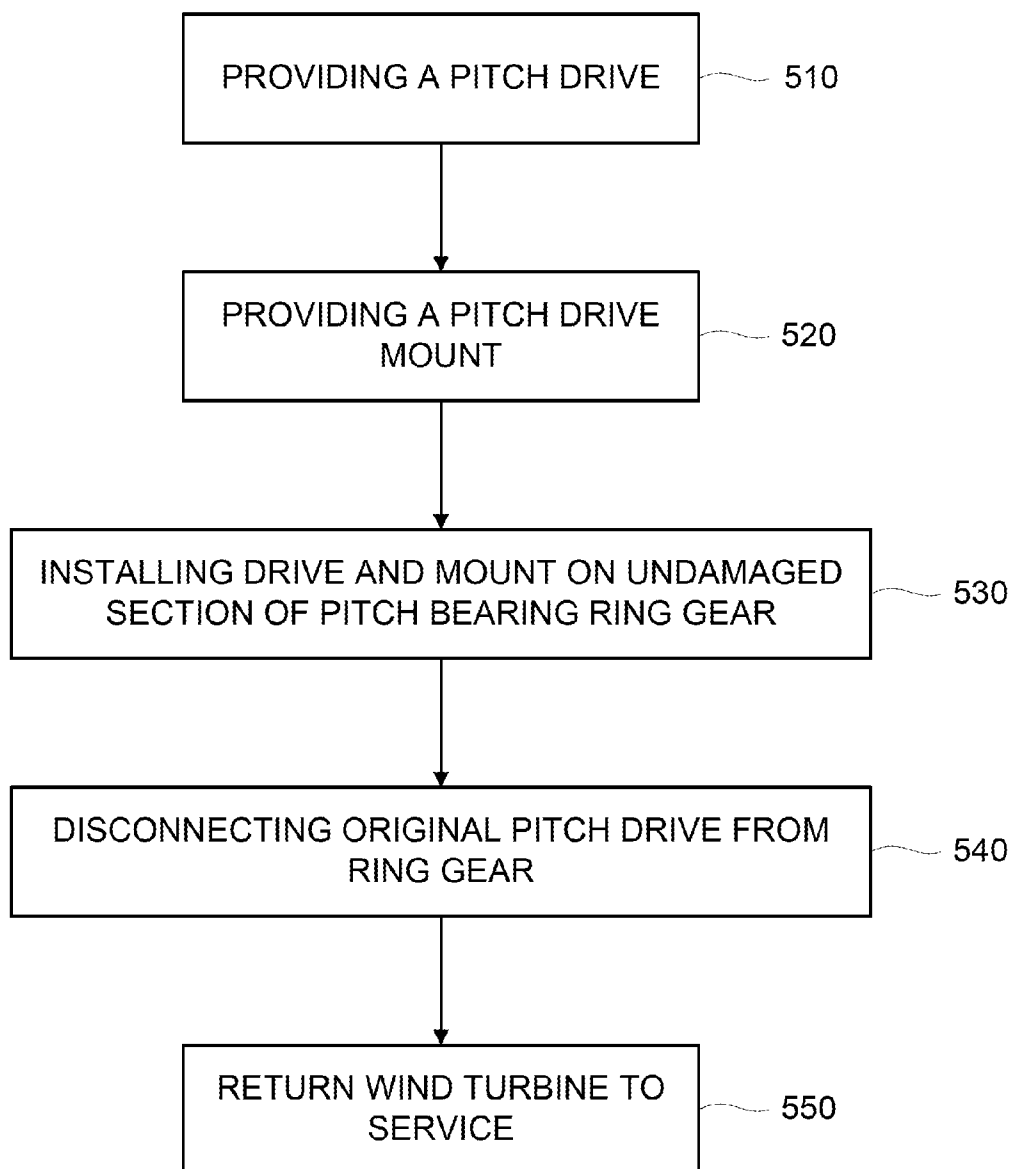 PROVIDING A PITCH DRIVE
510
PROVIDING A PITCH DRIVE
MOUNT
520
INSTALLING DRIVE AND MOUNT ON UNDAMAGED
SECTION OF PITCH BEARING RING GEAR
530
DISCONNECTING ORIGINAL PITCH DRIVE FROM
RING GEAR
540
RETURN WIND TURBINE TO
SERVICE
550